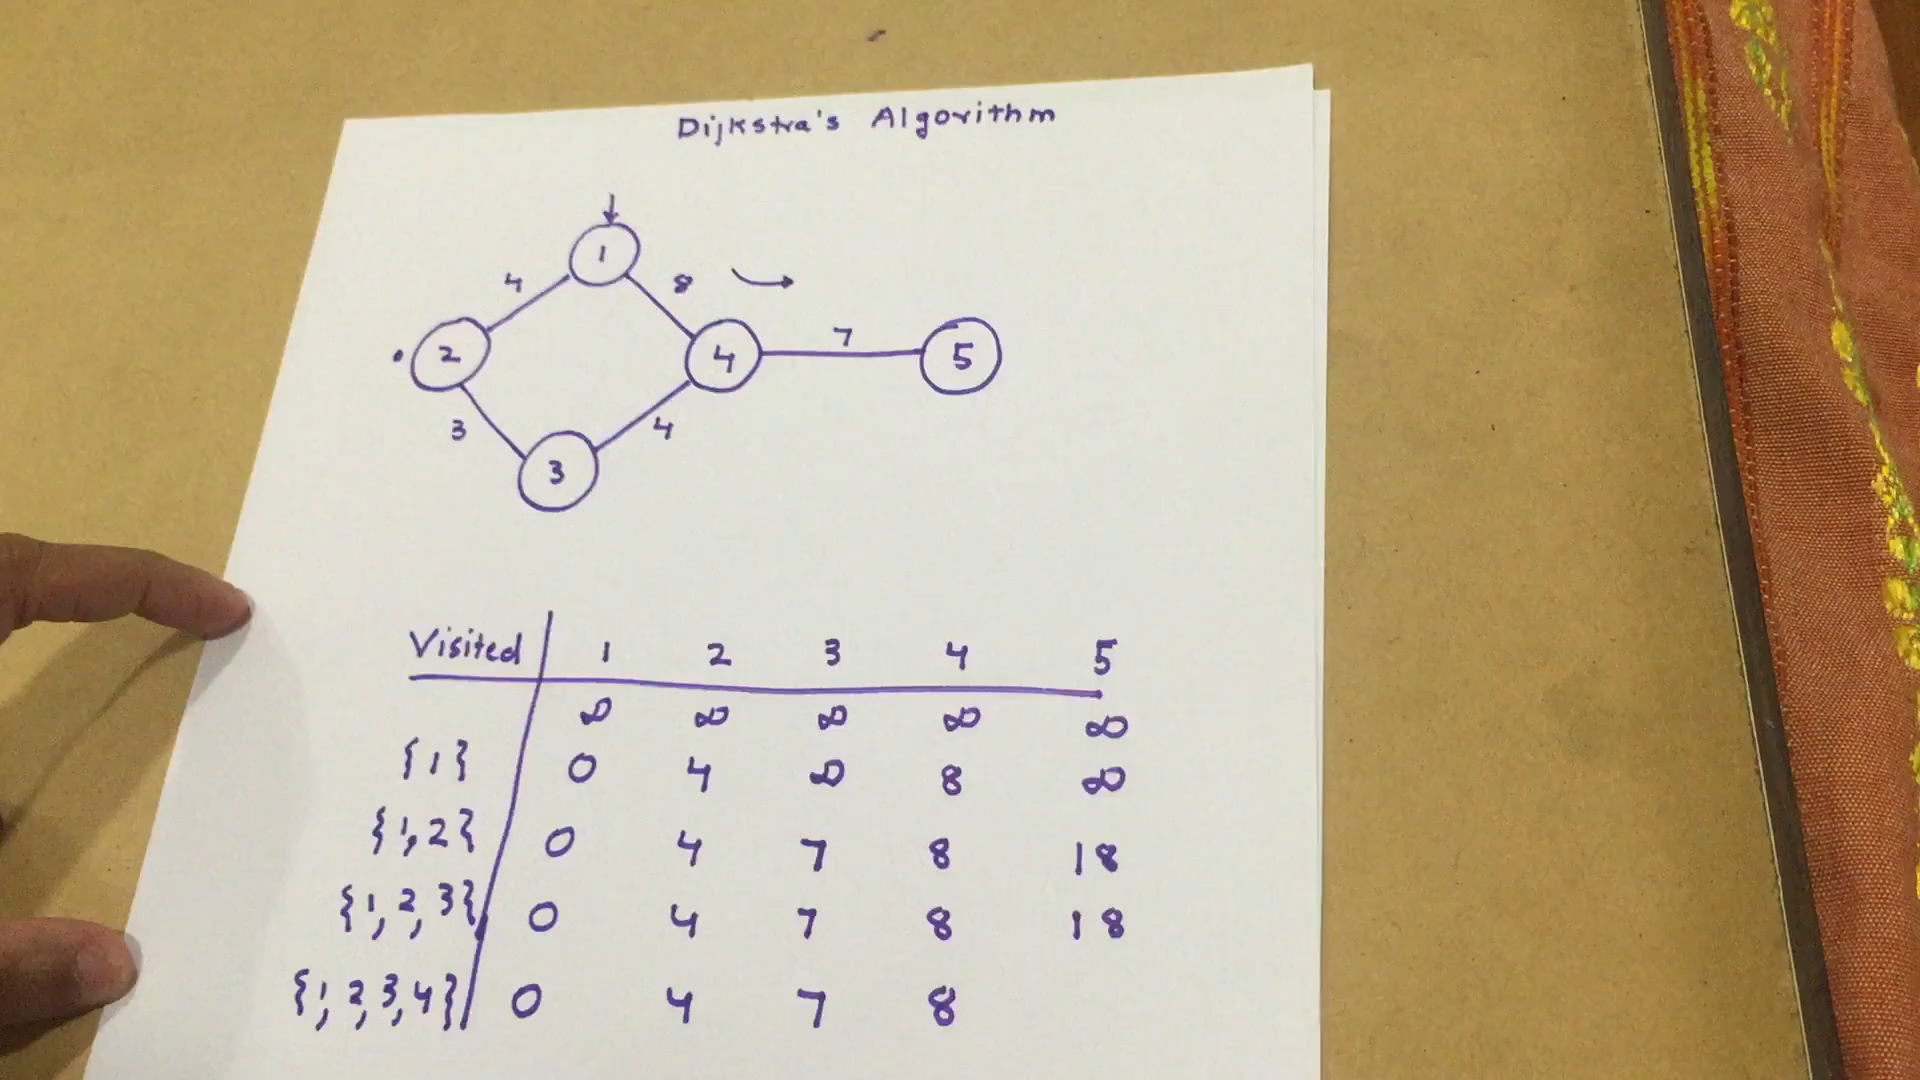 Dijkstra's Algorithm
1
4 8
2 4 7 5
3 4
3
Visited 1 2 3 4 5
∞ ∞ ∞ ∞ ∞
{1} 0 4 ∞ 8 ∞
{1,2} 0 4 7 8 18
{1,2,3} 0 4 7 8 18
{1,2,3,4} 0 4 7 8